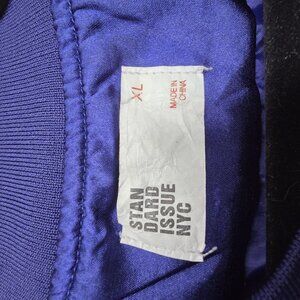 STAN
DARD
ISSUE
NYC
XL
MADE IN
CHINA